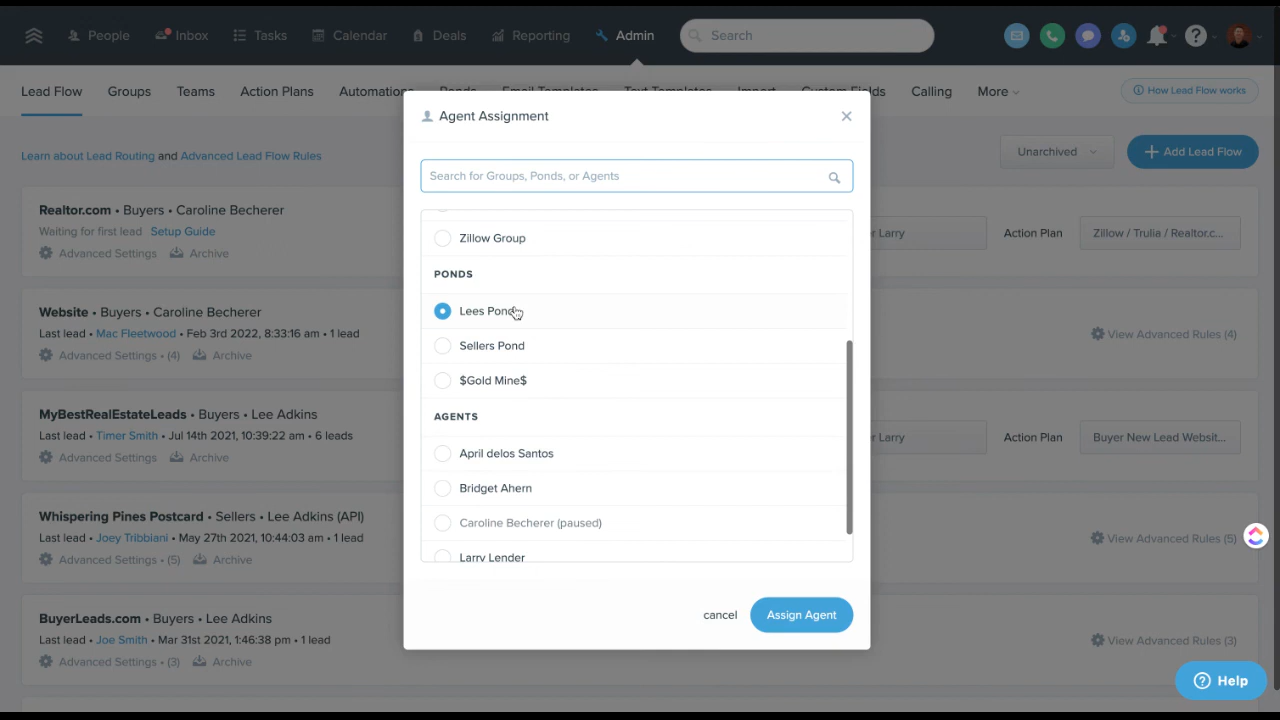 People
Inbox
Tasks
Calendar
Deals
Reporting
Admin
Search
Lead Flow
Groups
Teams
Action Plans
Automations
Ponds
Email Templates
Text Templates
Import
Custom Fields
Calling
More
How Lead Flow works
Learn about Lead Routing and Advanced Lead Flow Rules
Unarchived
+ Add Lead Flow
Agent Assignment
Search for Groups, Ponds, or Agents
Zillow Group
PONDS
Lees Pond
Sellers Pond
$Gold Mine$
AGENTS
April delos Santos
Bridget Ahern
Caroline Becherer (paused)
Larry Lender
cancel
Assign Agent
Realtor.com • Buyers • Caroline Becherer
Waiting for first lead Setup Guide
Advanced Settings Archive
Larry
Action Plan
Zillow / Trulia / Realtor.c...
Website • Buyers • Caroline Becherer
Last lead • Mac Fleetwood • Feb 3rd 2022, 8:33:16 am • 1 lead
Advanced Settings • (4) Archive
View Advanced Rules (4)
MyBestRealEstateLeads • Buyers • Lee Adkins
Last lead • Timer Smith • Jul 14th 2021, 10:39:22 am • 6 leads
Advanced Settings Archive
Larry
Action Plan
Buyer New Lead Websit...
Whispering Pines Postcard • Sellers • Lee Adkins (API)
Last lead • Joey Tribbiani • May 27th 2021, 10:44:03 am • 1 lead
Advanced Settings • (5) Archive
View Advanced Rules (5)
BuyerLeads.com • Buyers • Lee Adkins
Last lead • Joe Smith • Mar 31st 2021, 1:46:38 pm • 1 lead
Advanced Settings • (3) Archive
View Advanced Rules (3)
Help